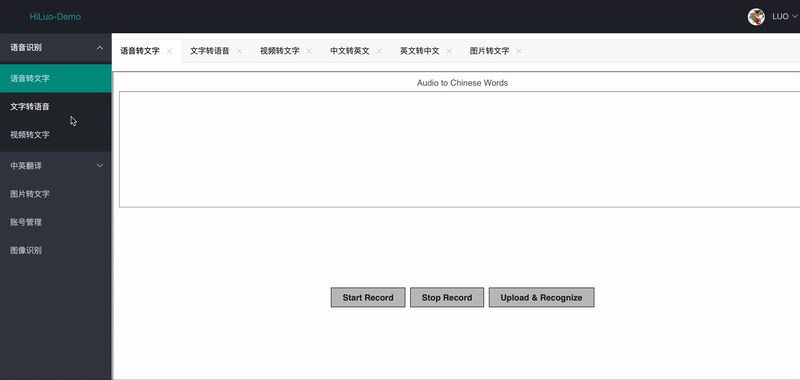 HiLuo-Demo
LUO
语音识别
语音转文字
文字转语音
视频转文字
中英翻译
图片转文字
账号管理
图像识别
语音转文字 文字转语音 视频转文字 中文转英文 英文转中文 图片转文字
Audio to Chinese Words
Start Record Stop Record Upload & Recognize